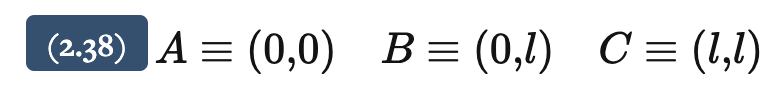 (2.38) A ≡ (0,0) B ≡ (0,l) C ≡ (l,l)